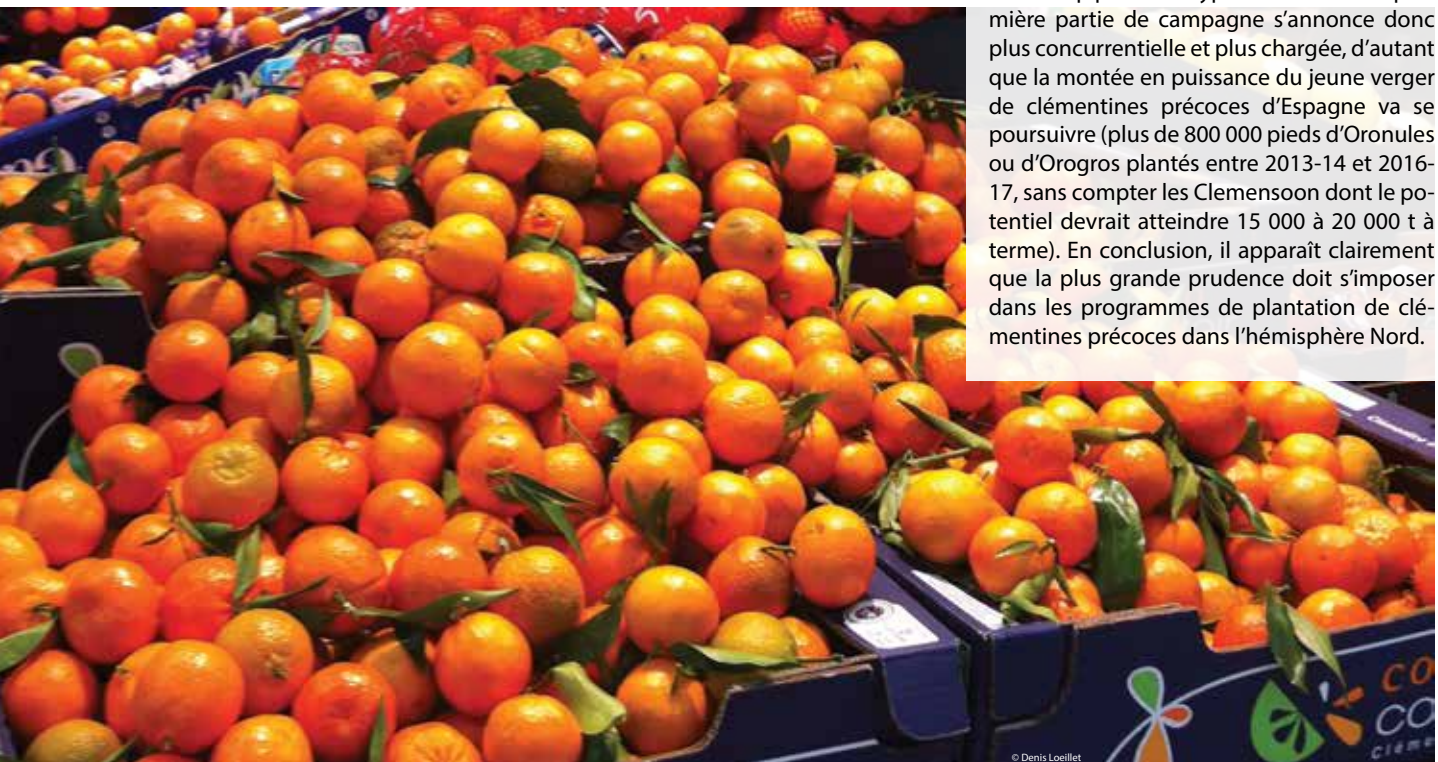 mière partie de campagne s’annonce donc
plus concurrentielle et plus chargée, d’autant
que la montée en puissance du jeune verger
de clémentines précoces d’Espagne va se
poursuivre (plus de 800 000 pieds d’Oronules
ou d’Orogros plantés entre 2013-14 et 2016-
17, sans compter les Clemensoon dont le po-
tentiel devrait atteindre 15 000 à 20 000 t à
terme). En conclusion, il apparaît clairement
que la plus grande prudence doit s’imposer
dans les programmes de plantation de clé-
mentines précoces dans l’hémisphère Nord.
CO
CO
Cléme
© Denis Loeillet